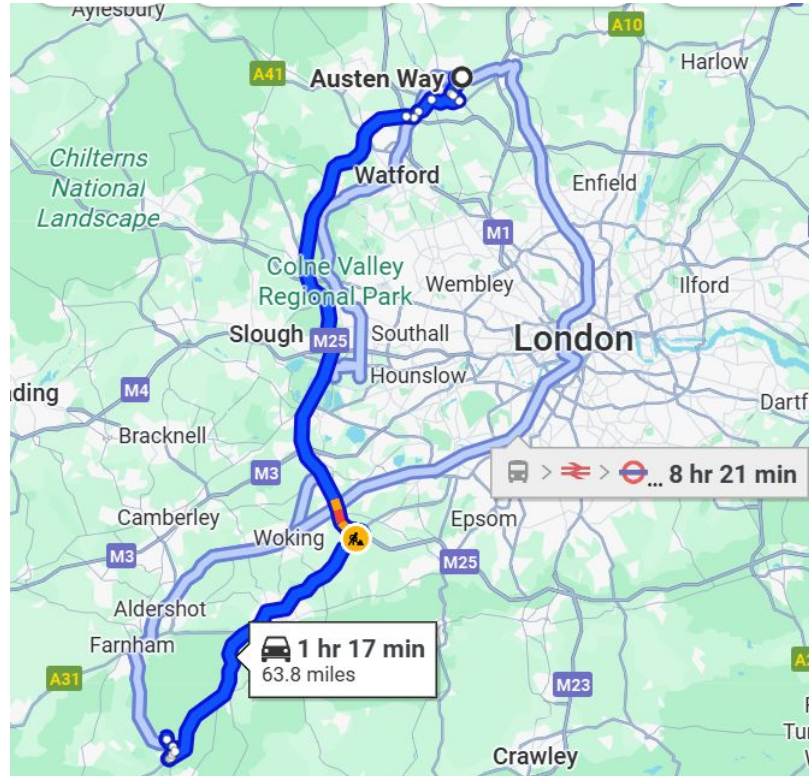 Aylesbury
A10
A41
Austen Way
Harlow
Chilterns
National
Landscape
Watford
Enfield
M1
Colne Valley
Regional Park
Wembley
Ilford
Slough
M25
Southall
London
Hounslow
ding
M4
Dartf
Bracknell
M3
8 hr 21 min
Camberley
Woking
Epsom
M3
M25
Aldershot
Farnham
1 hr 17 min
63.8 miles
A31
M23
A2
Crawley
Tu